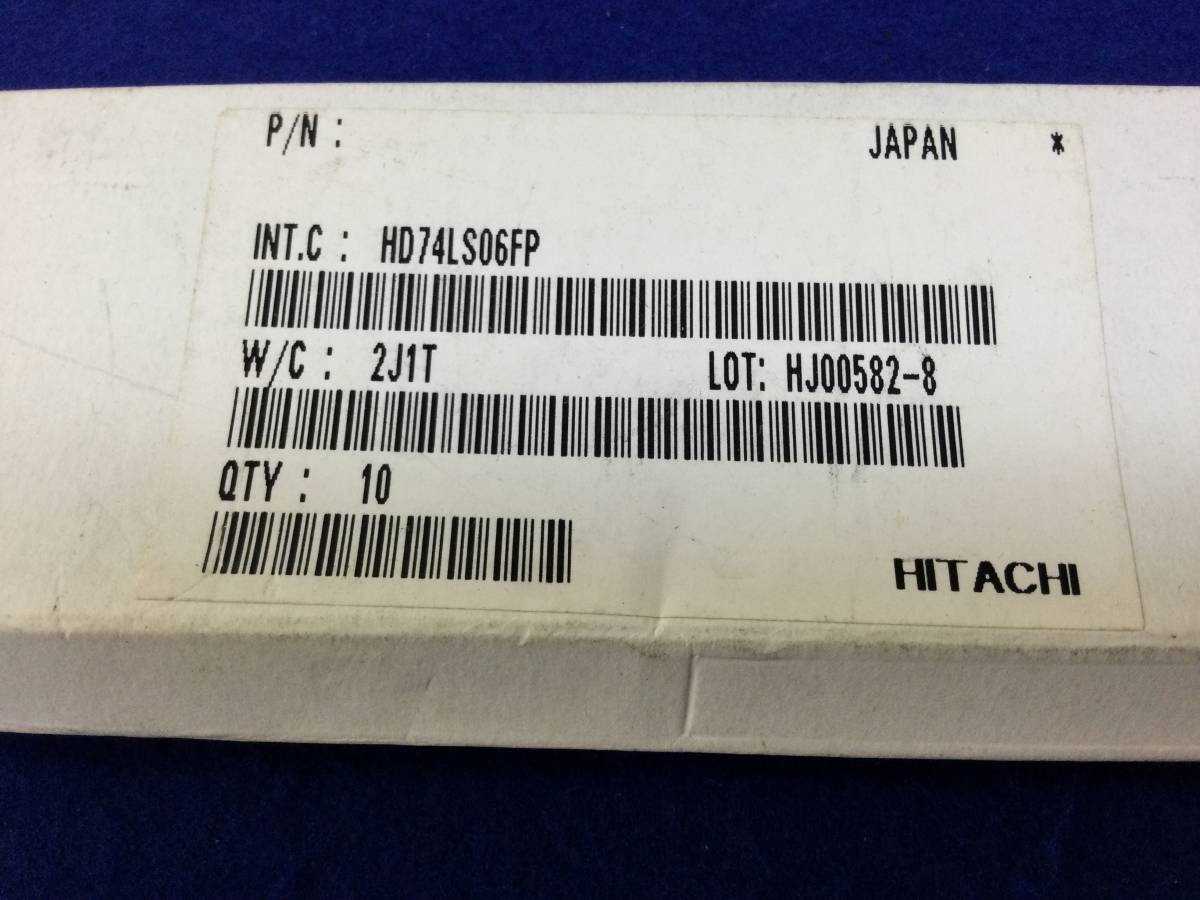 P/N : JAPAN *
INT.C : HD74LS06FP
W/C : 2J1T LOT: HJ00582-8
QTY : 10
HITACHI